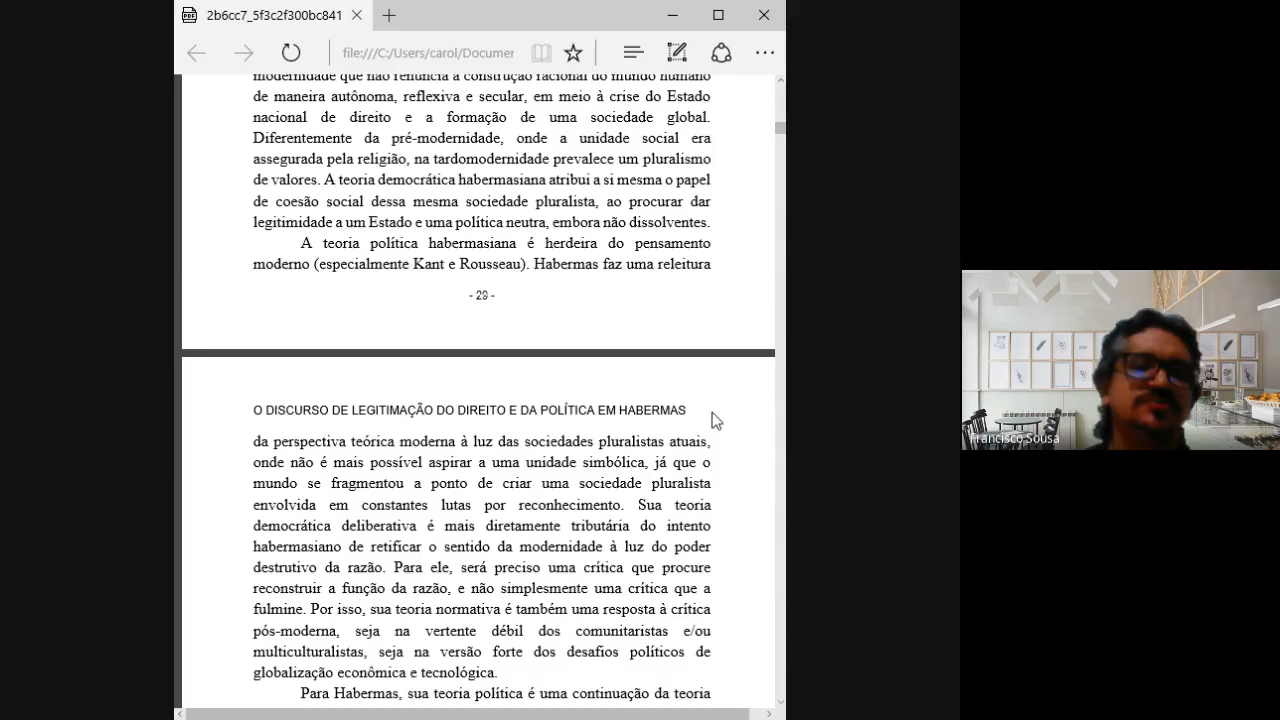 2b6cc7_5f3c2f300bc841
file:///C:/Users/carol/Documer
modernidade que não renuncia à construção racional do mundo humano
de maneira autônoma, reflexiva e secular, em meio à crise do Estado
nacional de direito e a formação de uma sociedade global.
Diferentemente da pré-modernidade, onde a unidade social era
assegurada pela religião, na tardomodernidade prevalece um pluralismo
de valores. A teoria democrática habermasiana atribui a si mesma o papel
de coesão social dessa mesma sociedade pluralista, ao procurar dar
legitimidade a um Estado e uma política neutra, embora não dissolventes.
A teoria política habermasiana é herdeira do pensamento
moderno (especialmente Kant e Rousseau). Habermas faz uma releitura
- 29 -
O DISCURSO DE LEGITIMAÇÃO DO DIREITO E DA POLÍTICA EM HABERMAS
da perspectiva teórica moderna à luz das sociedades pluralistas atuais,
onde não é mais possível aspirar a uma unidade simbólica, já que o
mundo se fragmentou a ponto de criar uma sociedade pluralista
envolvida em constantes lutas por reconhecimento. Sua teoria
democrática deliberativa é mais diretamente tributária do intento
habermasiano de retificar o sentido da modernidade à luz do poder
destrutivo da razão. Para ele, será preciso uma crítica que procure
reconstruir a função da razão, e não simplesmente uma crítica que a
fulmine. Por isso, sua teoria normativa é também uma resposta à crítica
pós-moderna, seja na vertente débil dos comunitaristas e/ou
multiculturalistas, seja na versão forte dos desafios políticos de
globalização econômica e tecnológica.
Para Habermas, sua teoria política é uma continuação da teoria
Francisco Sousa